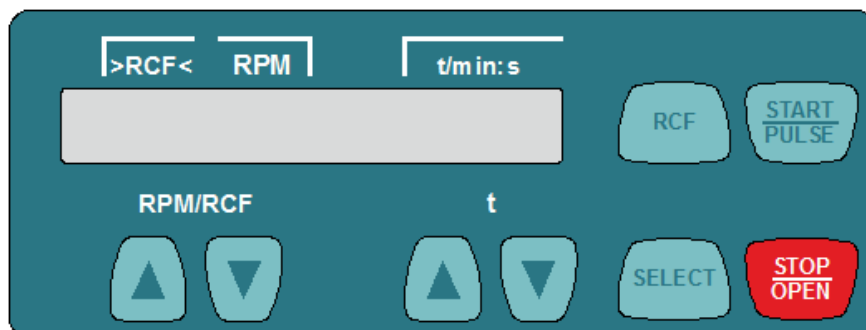 >RCF< RPM t/min:s
RCF START
PULSE
RPM/RCF t
SELECT STOP
OPEN